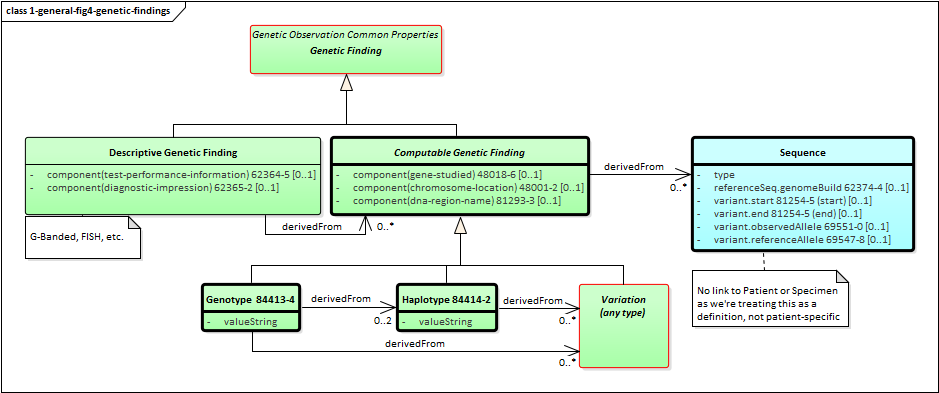 class 1-general-fig4-genetic-findings
Genetic Observation Common Properties
Genetic Finding
Descriptive Genetic Finding
- component(test-performance-information) 62364-5 [0..1]
- component(diagnostic-impression) 62365-2 [0..1]
G-Banded, FISH, etc.
Computable Genetic Finding
- component(gene-studied) 48018-6 [0..1]
- component(chromosome-location) 48001-2 [0..1]
- component(dna-region-name) 81293-3 [0..1]
derivedFrom
0..*
Sequence
- type
- referenceSeq.genomeBuild 62374-4 [0..1]
- variant.start 81254-5 (start) [0..1]
- variant.end 81254-5 (end) [0..1]
- variant.observedAllele 69551-0 [0..1]
- variant.referenceAllele 69547-8 [0..1]
derivedFrom
0..*
No link to Patient or Specimen
as we're treating this as a
definition, not patient-specific
Genotype 84413-4
- valueString
derivedFrom
0..2
Haplotype 84414-2
- valueString
derivedFrom
0..*
Variation
(any type)
derivedFrom
0..*